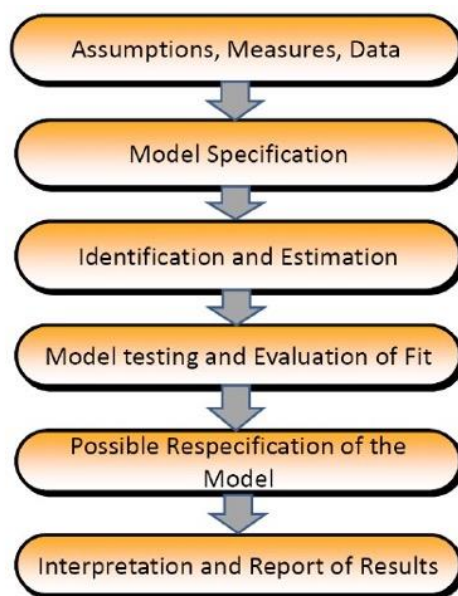 Assumptions, Measures, Data
Model Specification
Identification and Estimation
Model testing and Evaluation of Fit
Possible Respecification of the
Model
Interpretation and Report of Results